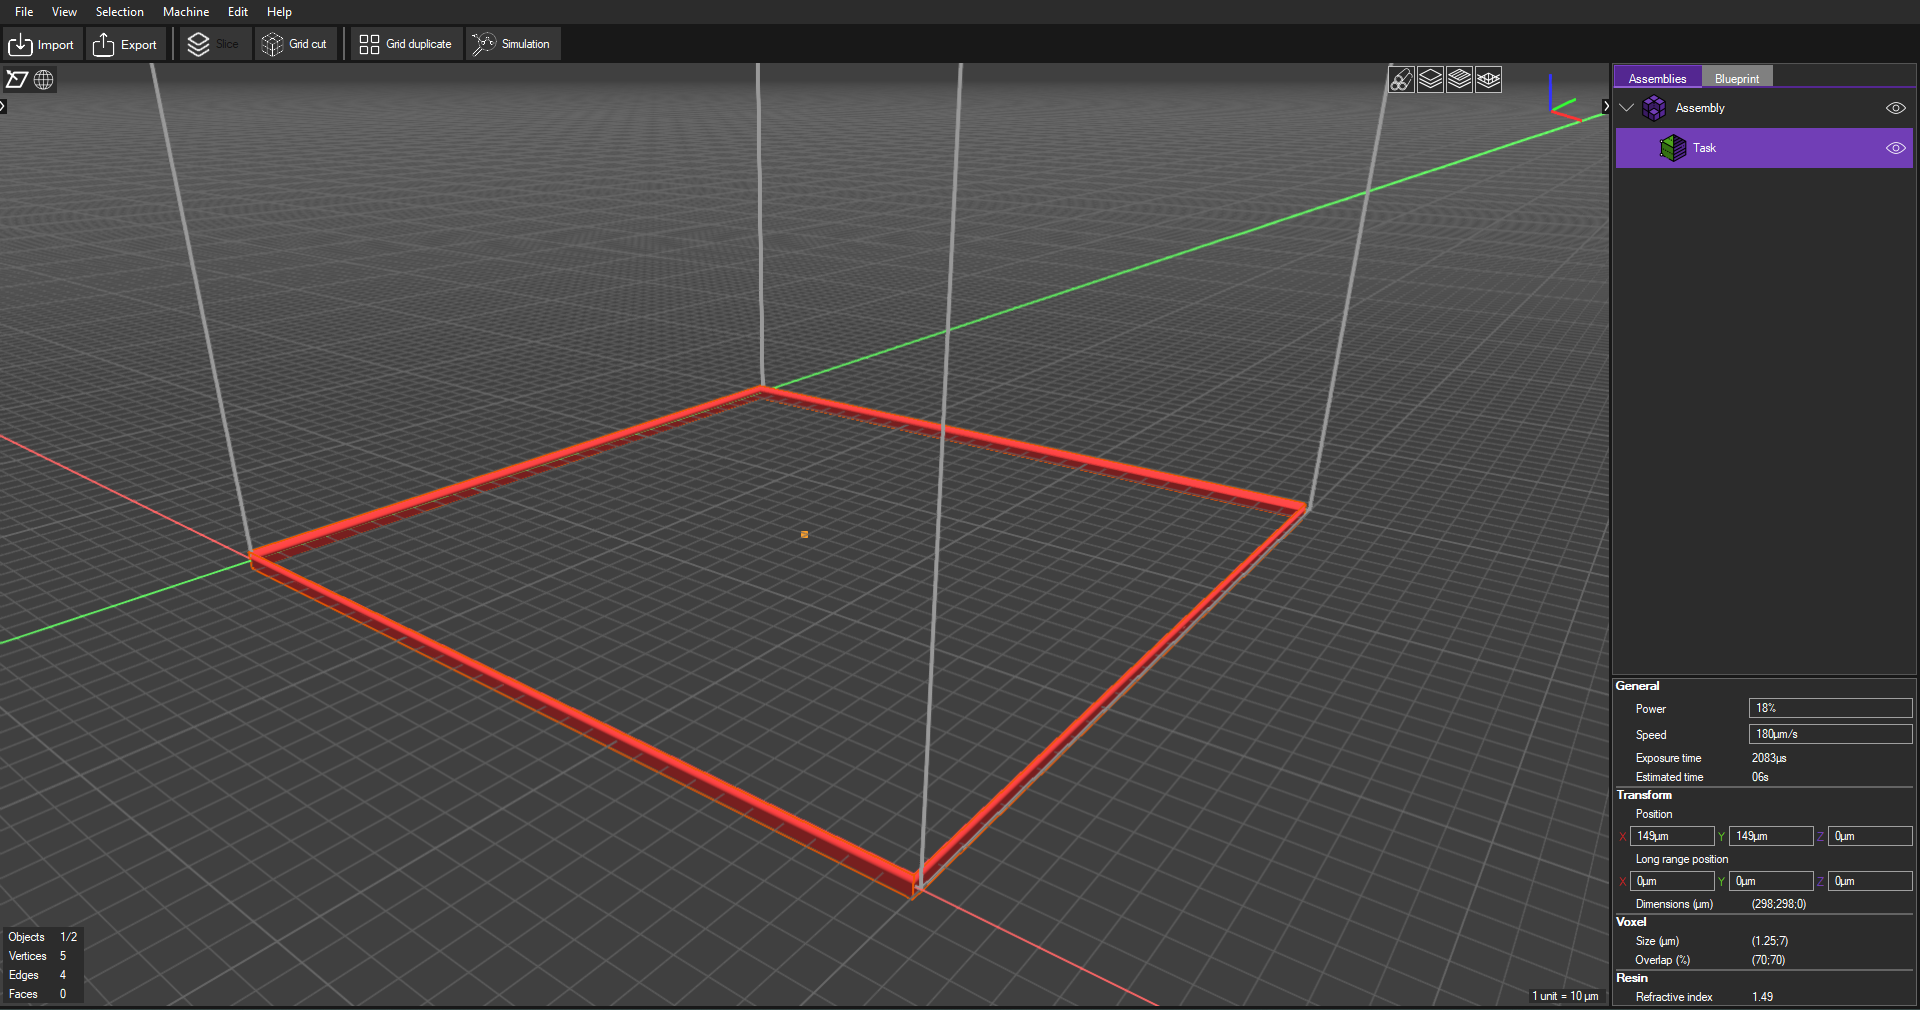 File View Selection Machine Edit Help
Import Export Slice Grid cut Grid duplicate Simulation
Assemblies Blueprint
Assembly
Task
General
Power 18%
Speed 180µm/s
Exposure time 2083µs
Estimated time 06s
Transform
Position
X 149µm Y 149µm Z 0µm
Long range position
X 0µm Y 0µm Z 0µm
Dimensions (µm) (298;298;0)
Voxel
Size (µm) (1.25;7)
Overlap (%) (70;70)
Resin
Refractive index 1.49
Objects 1/2
Vertices 5
Edges 4
Faces 0
1 unit = 10 µm